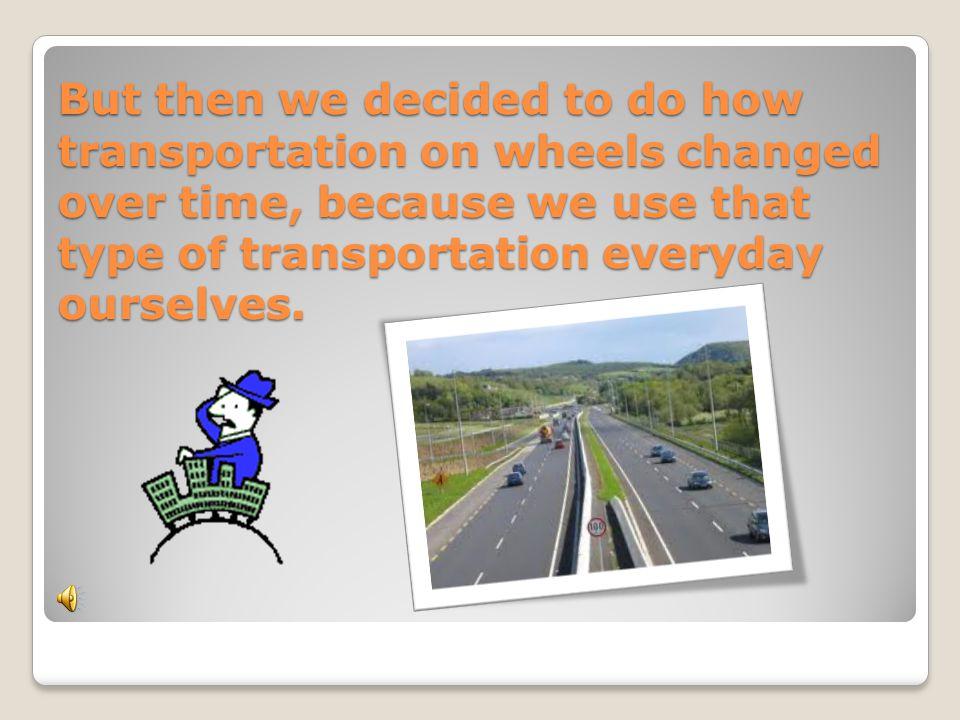 But then we decided to do how
transportation on wheels changed
over time, because we use that
type of transportation everyday
ourselves.
100